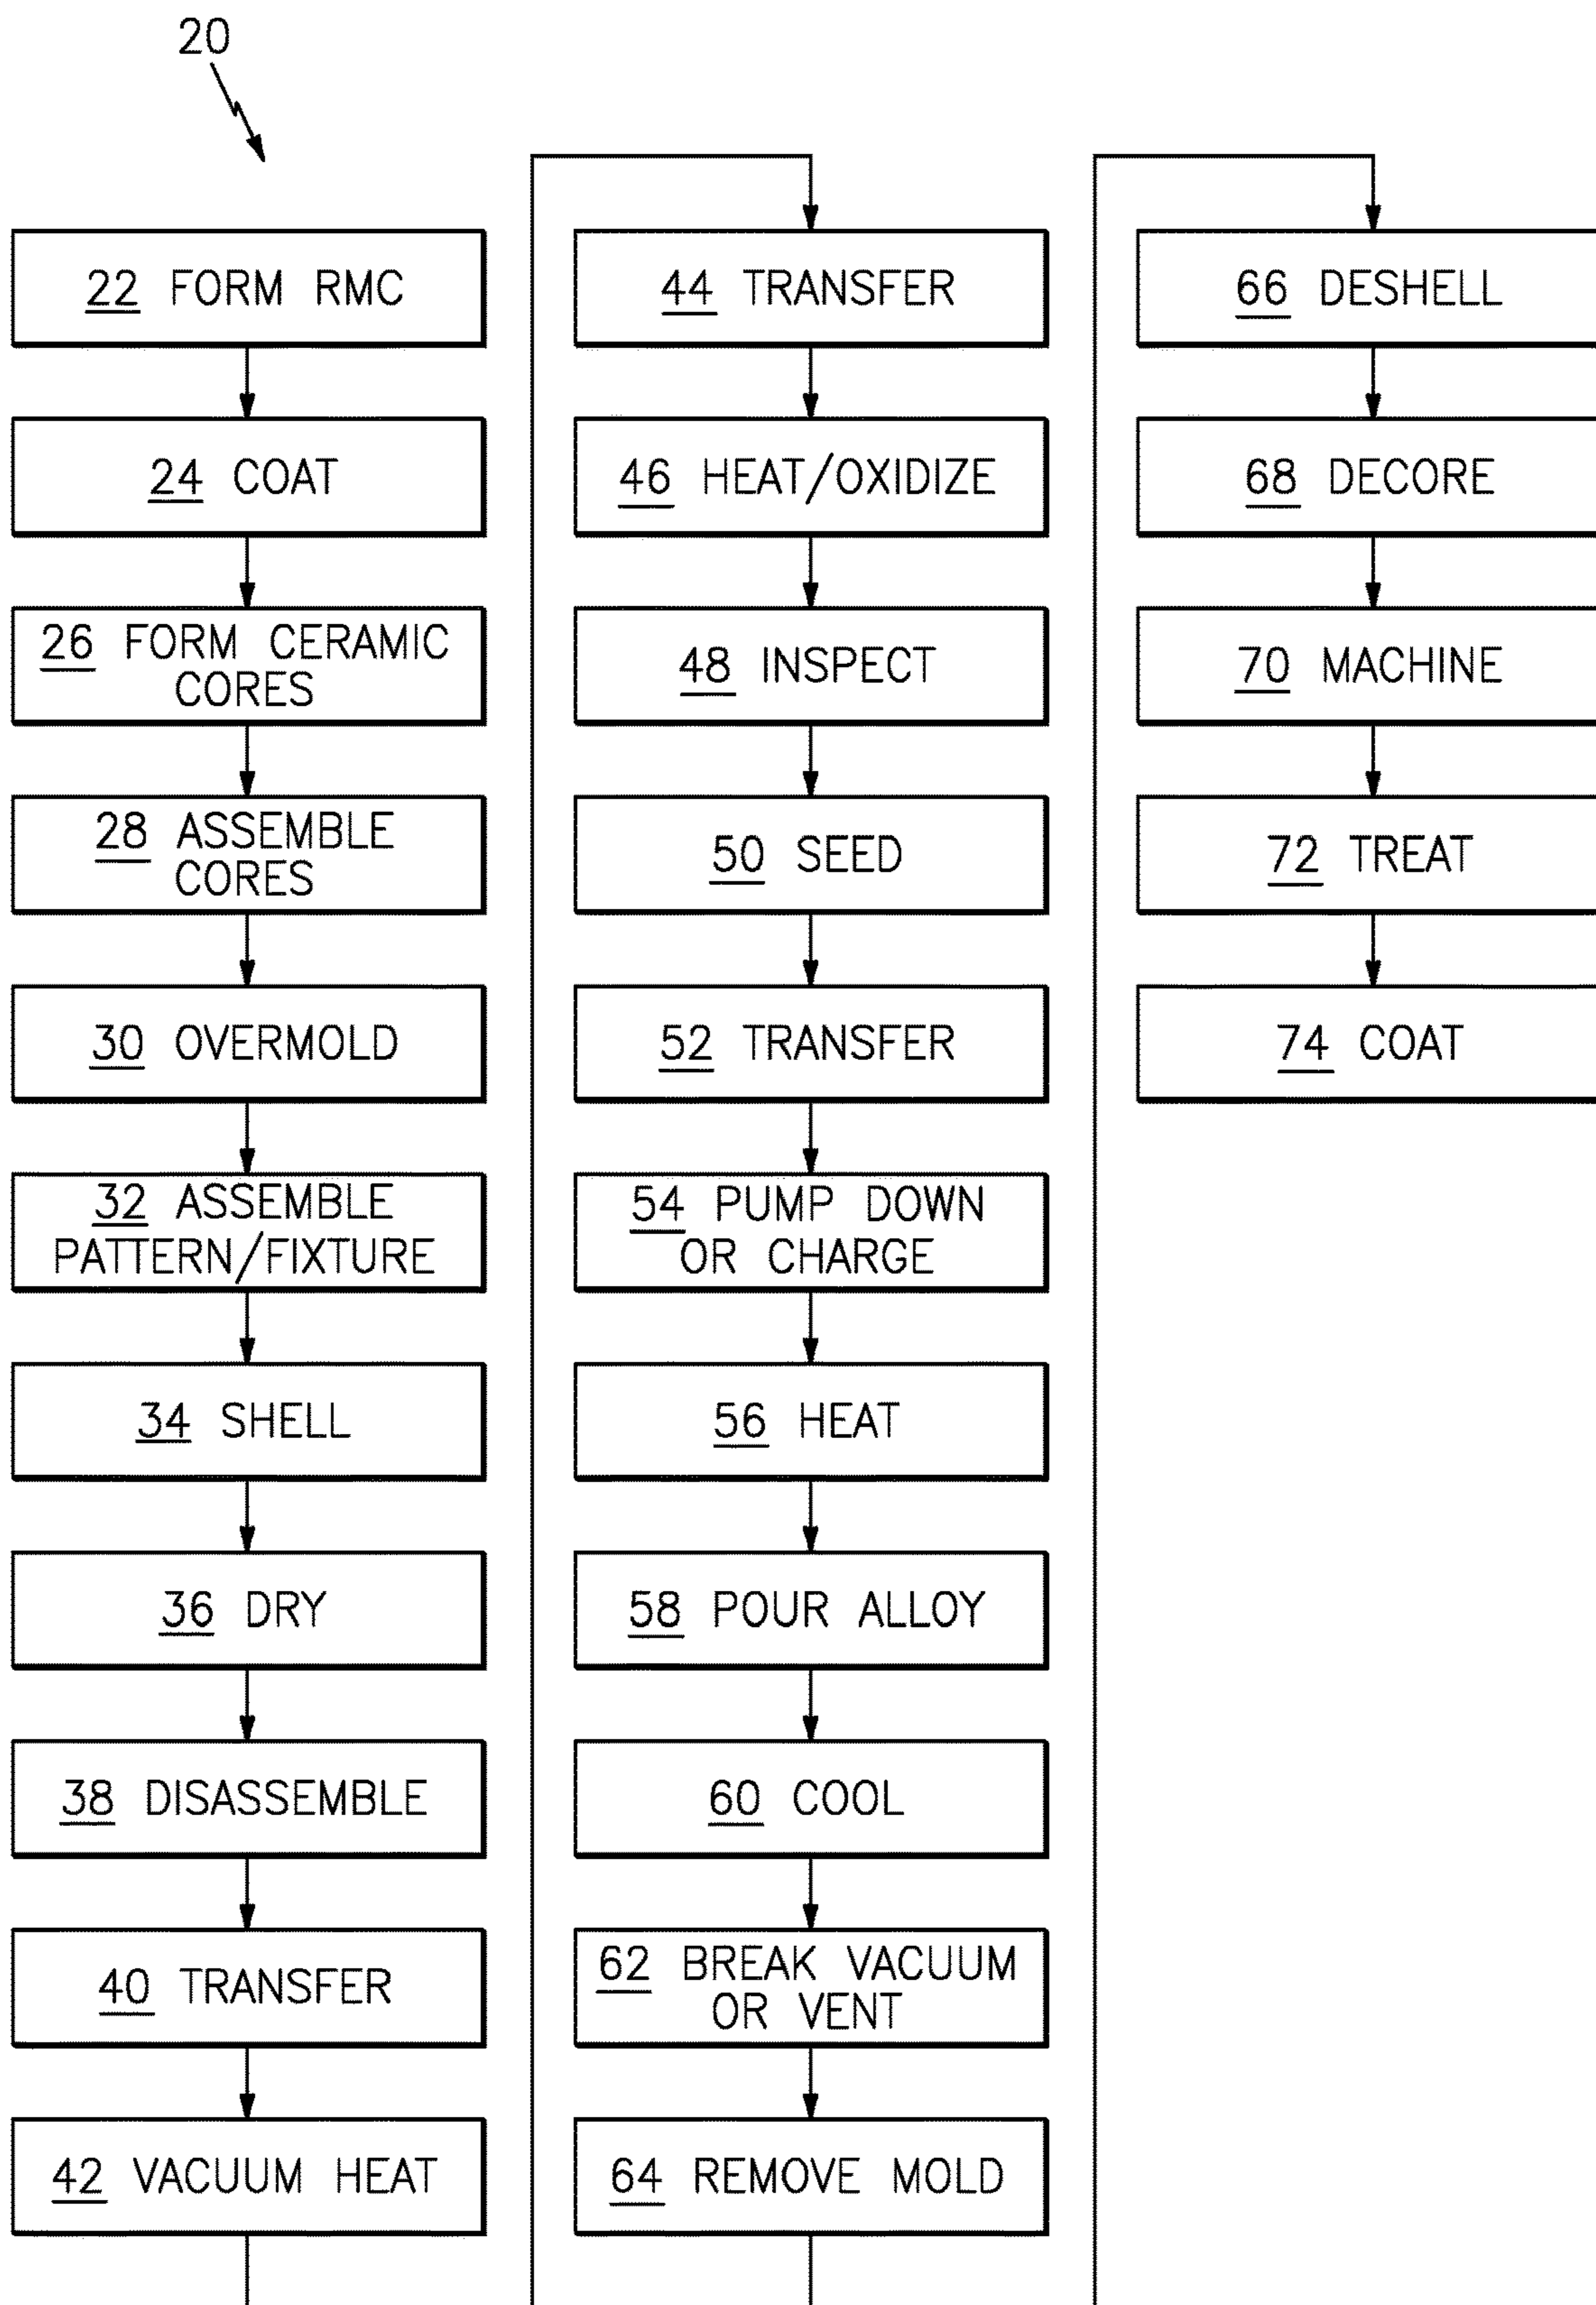 20
22 FORM RMC
24 COAT
26 FORM CERAMIC
CORES
28 ASSEMBLE
CORES
30 OVERMOLD
32 ASSEMBLE
PATTERN/FIXTURE
34 SHELL
36 DRY
38 DISASSEMBLE
40 TRANSFER
42 VACUUM HEAT
44 TRANSFER
46 HEAT/OXIDIZE
48 INSPECT
50 SEED
52 TRANSFER
54 PUMP DOWN
OR CHARGE
56 HEAT
58 POUR ALLOY
60 COOL
62 BREAK VACUUM
OR VENT
64 REMOVE MOLD
66 DESHELL
68 DECORE
70 MACHINE
72 TREAT
74 COAT